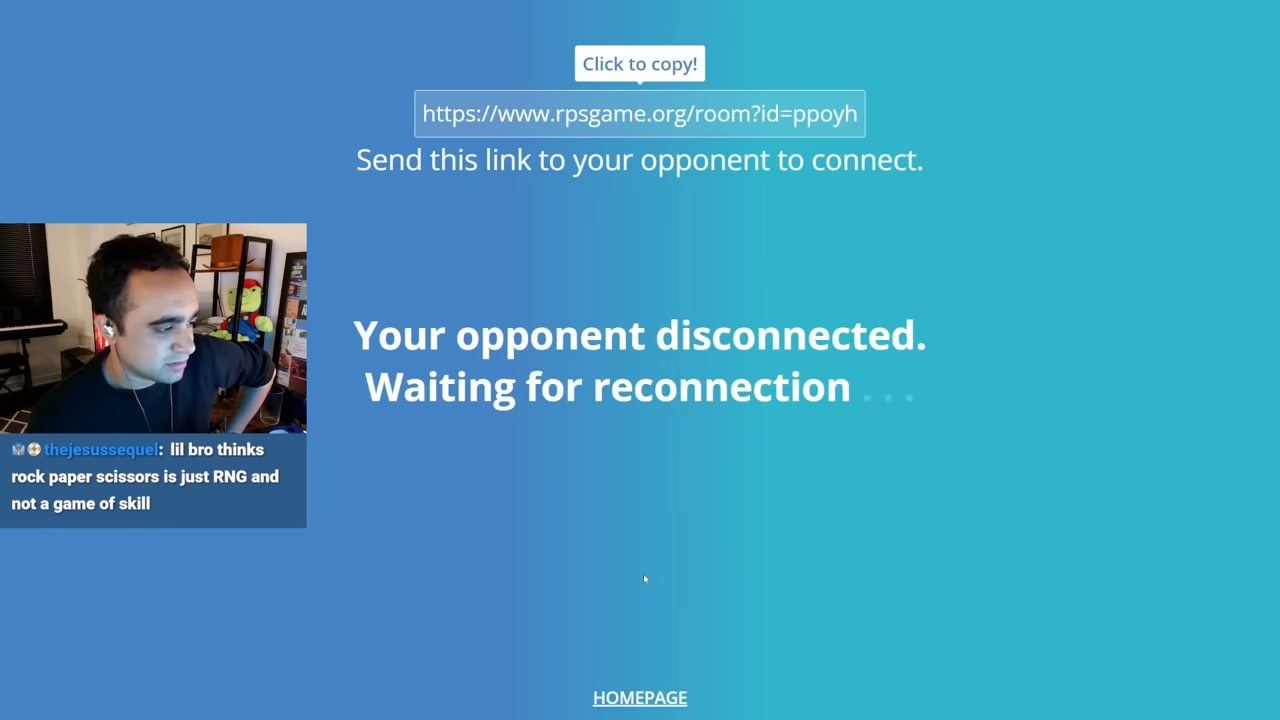 Click to copy!
https://www.rpsgame.org/room?id=ppoyh
Send this link to your opponent to connect.
Your opponent disconnected.
Waiting for reconnection . . .
thejessussequel: lil bro thinks
rock paper scissors is just RNG and
not a game of skill
HOMEPAGE